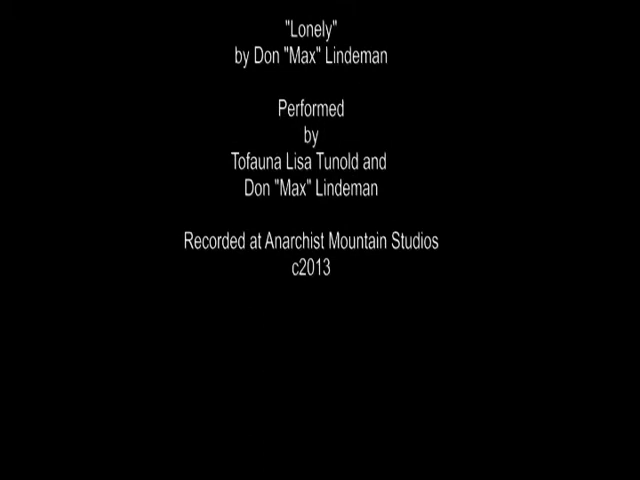 "Lonely"
by Don "Max" Lindeman
Performed
by
Tofauna Lisa Tunold and
Don "Max" Lindeman
Recorded at Anarchist Mountain Studios
c2013